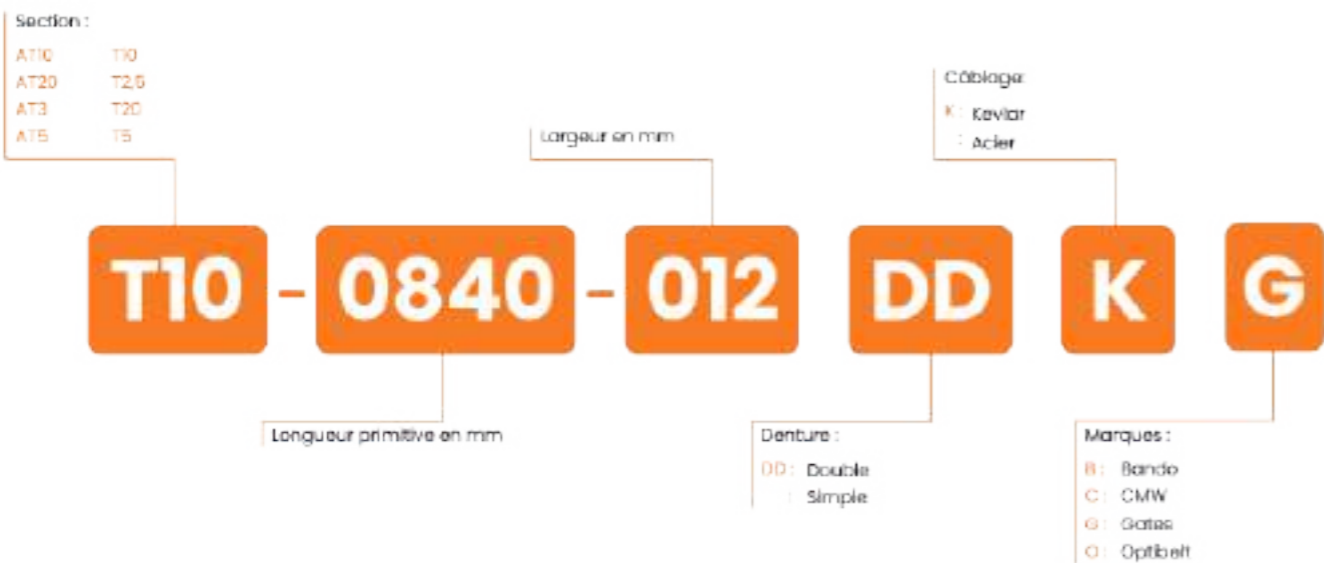 Section :
AT10 T10
AT20 T2,5
AT3 T20
AT5 T5
Largeur en mm
Câblage:
K : Kevlar
: Acier
T10 - 0840 - 012 DD K G
Longueur primitive en mm
Denture :
DD : Double
: Simple
Marques :
B : Bando
C : CMW
G : Gates
O : Optibelt